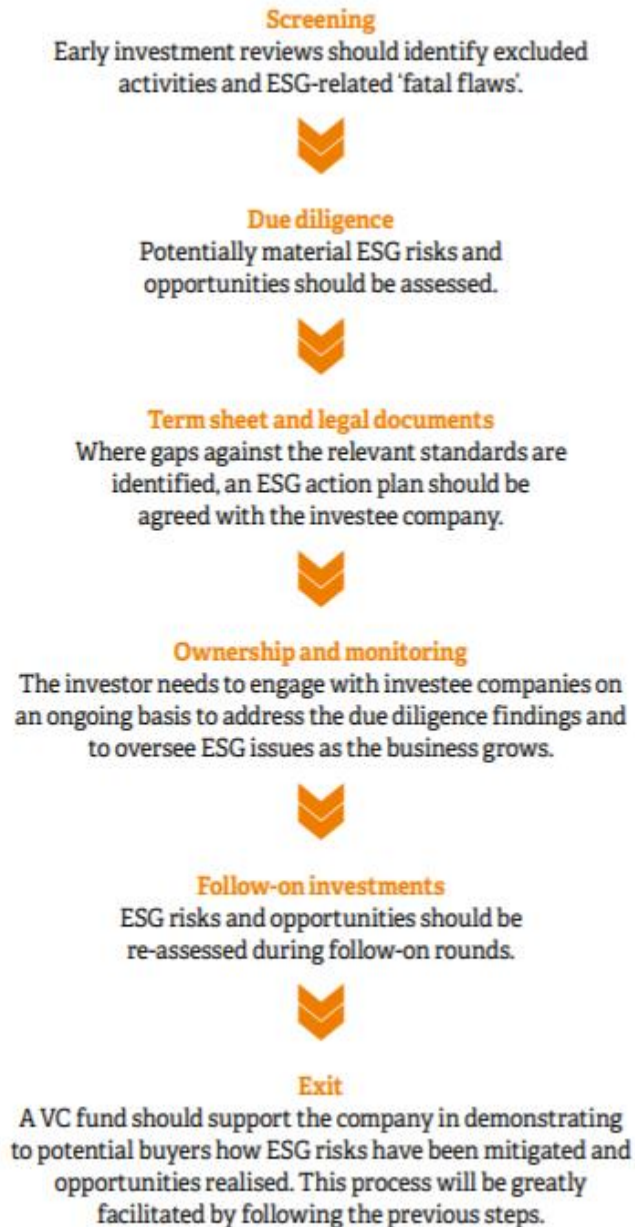 Screening
Early investment reviews should identify excluded
activities and ESG-related ‘fatal flaws’.
Due diligence
Potentially material ESG risks and
opportunities should be assessed.
Term sheet and legal documents
Where gaps against the relevant standards are
identified, an ESG action plan should be
agreed with the investee company.
Ownership and monitoring
The investor needs to engage with investee companies on
an ongoing basis to address the due diligence findings and
to oversee ESG issues as the business grows.
Follow-on investments
ESG risks and opportunities should be
re-assessed during follow-on rounds.
Exit
A VC fund should support the company in demonstrating
to potential buyers how ESG risks have been mitigated and
opportunities realised. This process will be greatly
facilitated by following the previous steps.